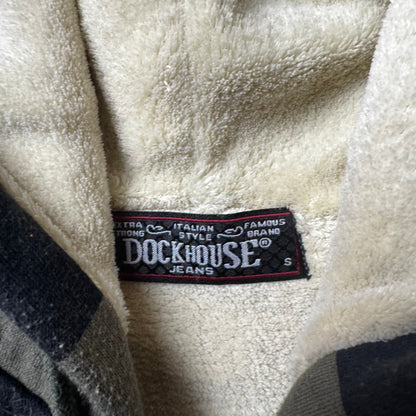 EXTRA STRONG ITALIAN STYLE FAMOUS BRAND
DOCKHOUSE®
JEANS
S